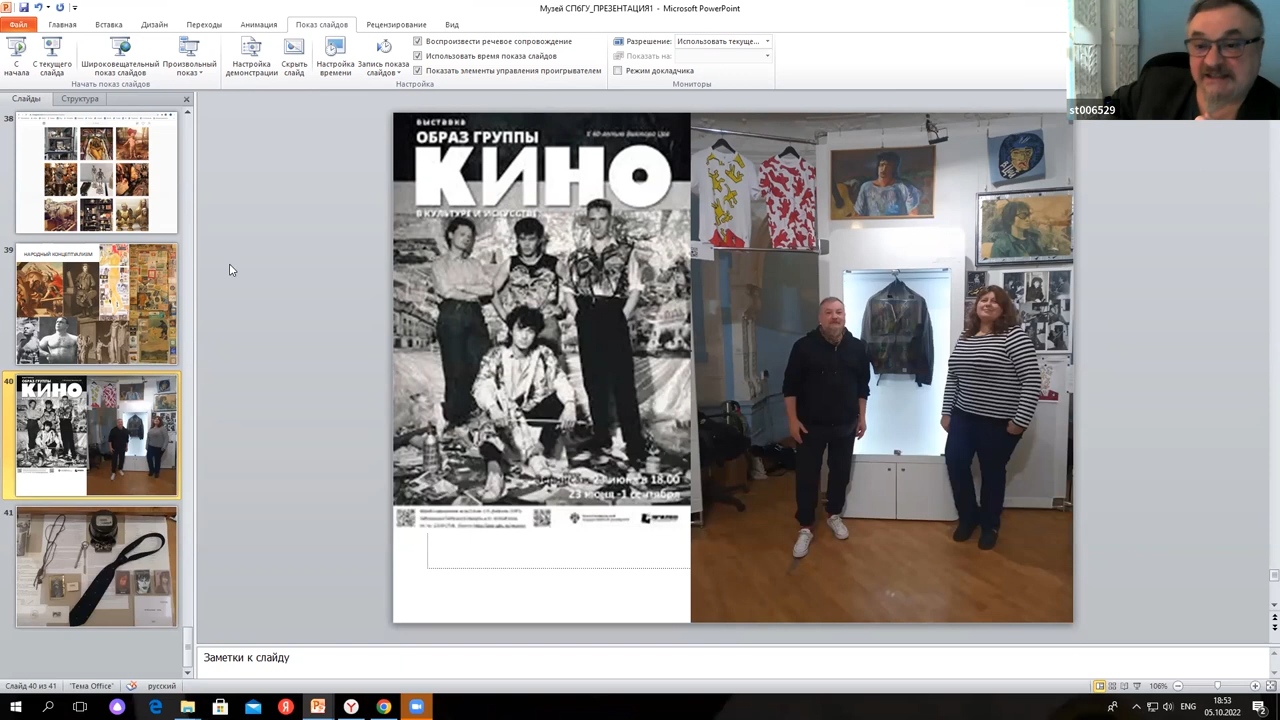 Музей СПбГУ_ПРЕЗЕНТАЦИЯ1 - Microsoft PowerPoint
Файл Главная Вставка Дизайн Переходы Анимация Показ слайдов Рецензирование Вид
С начала
С текущего слайда
Широковещательный показ слайдов
Произвольный показ
Начать показ слайдов
Настройка демонстрации
Скрыть слайд
Настройка времени
Запись показа слайдов
Воспроизвести речевое сопровождение
Использовать время показа слайдов
Показать элементы управления проигрывателем
Настройка
Разрешение: Использовать текуще...
Показать на:
Режим докладчика
Мониторы
st006529
Слайды Структура
38
39
НАРОДНЫЙ КОНЦЕПТУАЛИЗМ
40
ОБРАЗ ГРУППЫ
КИНО
41
выставка
ОБРАЗ ГРУППЫ
К 60-летию Виктора Цоя
КИНО
В КУЛЬТУРЕ И ИСКУССТВЕ
в 18.00
23 июня -1 сентября
Заметки к слайду
Слайд 40 из 41 "Тема Office" русский 106%
ENG
18:53
05.10.2022